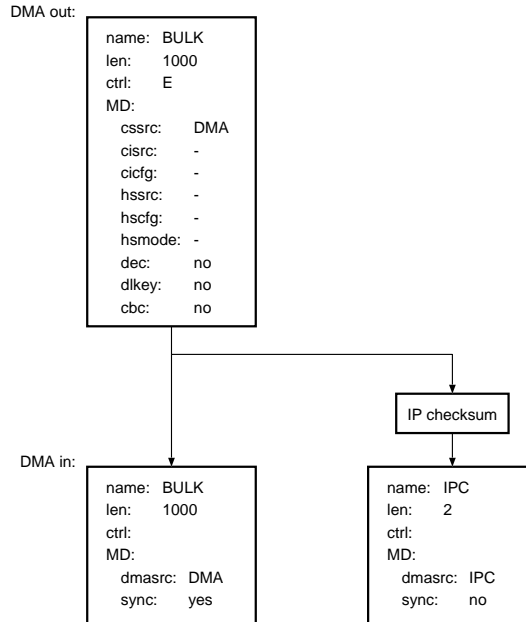 DMA out:
name: BULK
len: 1000
ctrl: E
MD:
cssrc: DMA
cisrc: -
cicfg: -
hssrc: -
hscfg: -
hsmode: -
dec: no
dlkey: no
cbc: no
IP checksum
DMA in:
name: BULK
len: 1000
ctrl:
MD:
dmasrc: DMA
sync: yes
name: IPC
len: 2
ctrl:
MD:
dmasrc: IPC
sync: no